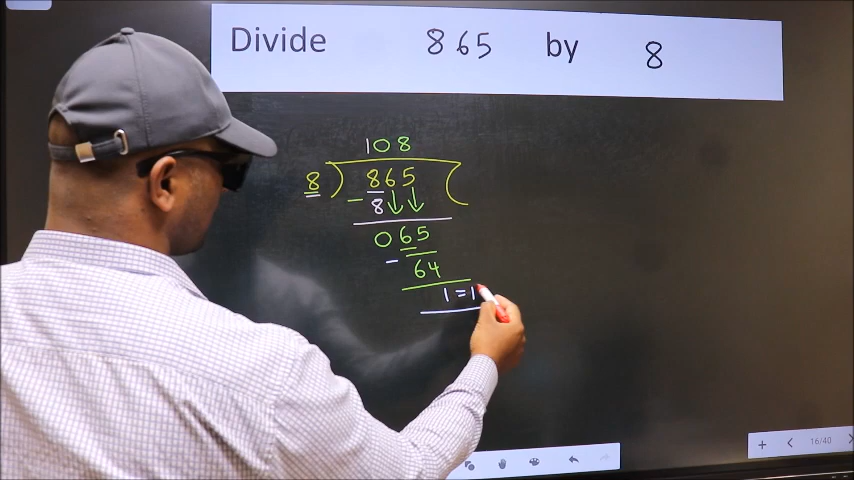 Divide 865 by 8
108
8 ) 865 (
- 8
065
- 64
1 = 1
16/40